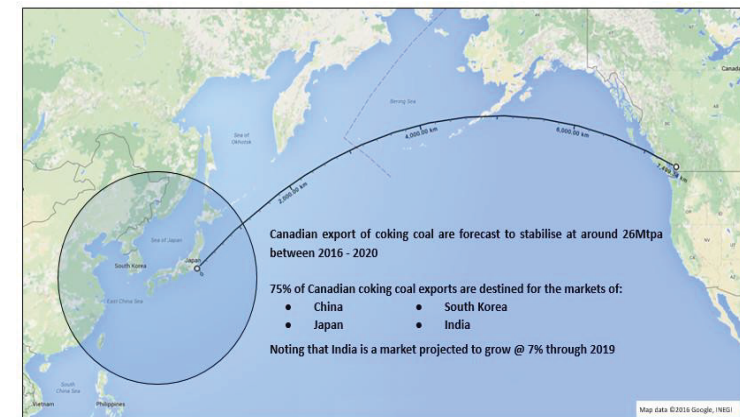 Canada
Bering Sea
Sea of
Okhotsk
4,000.00 km
6,000.00 km
2,000.00 km
Sea of Japan
Japan
South Korea
East China Sea
South
China Sea
Vietnam
Philippines
Canadian export of coking coal are forecast to stabilise at around 26Mtpa
between 2016 - 2020
75% of Canadian coking coal exports are destined for the markets of:
• China • South Korea
• Japan • India
Noting that India is a market projected to grow @ 7% through 2019
Map data ©2016 Google, INEGI